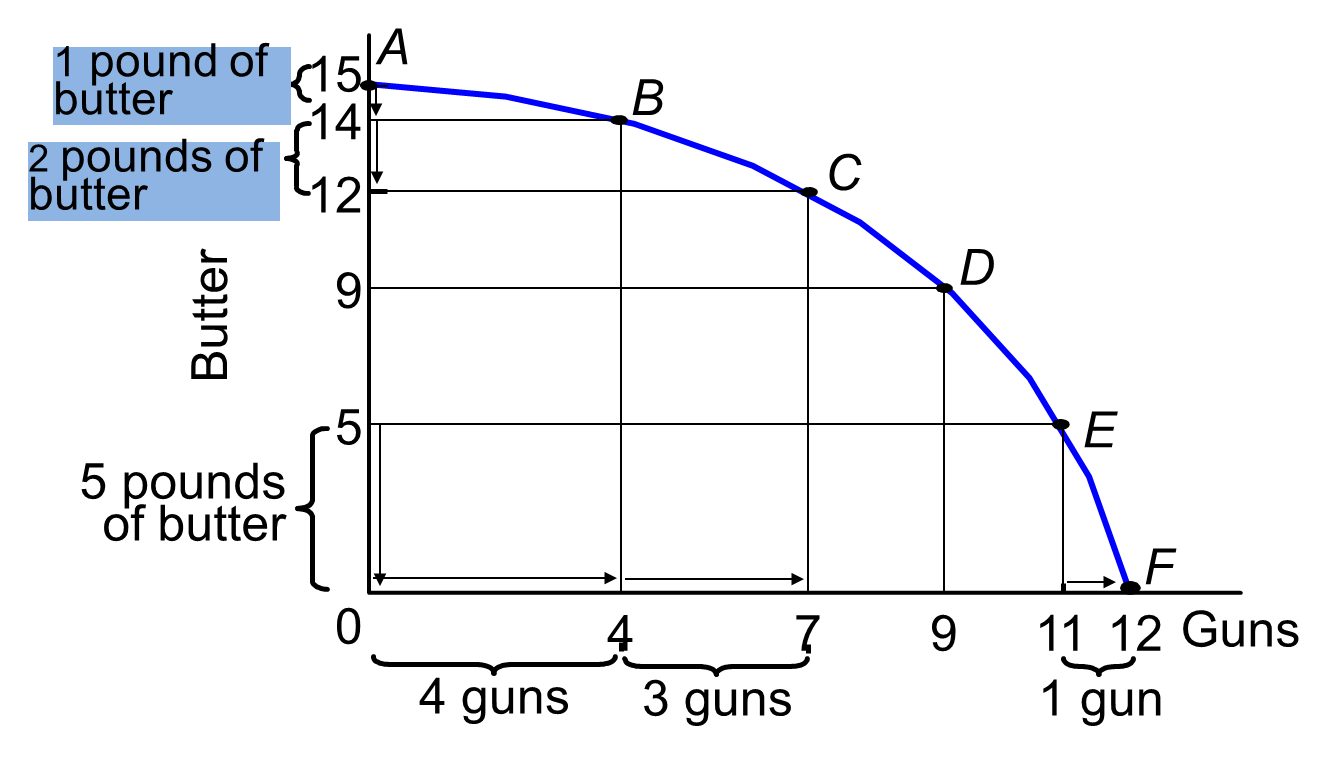 A
1 pound of
butter
15
B
14
2 pounds of
butter
C
12
Butter
D
9
5
E
5 pounds
of butter
F
0
4
7
9
11
12
Guns
4 guns
3 guns
1 gun